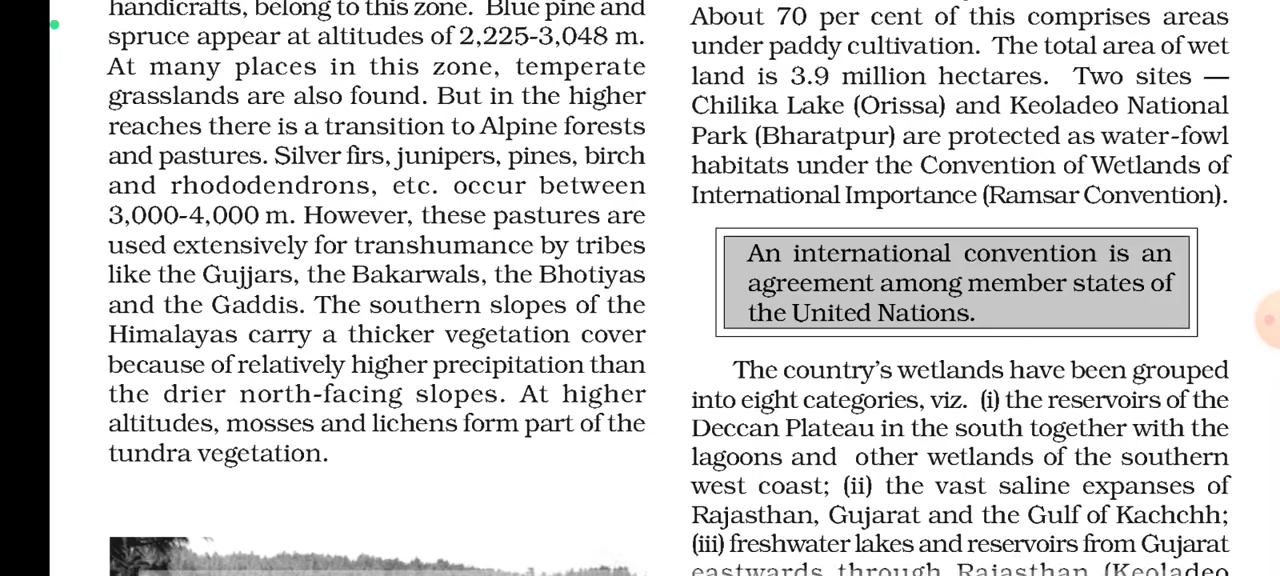 handicrafts, belong to this zone. Blue pine and
spruce appear at altitudes of 2,225-3,048 m.
At many places in this zone, temperate
grasslands are also found. But in the higher
reaches there is a transition to Alpine forests
and pastures. Silver firs, junipers, pines, birch
and rhododendrons, etc. occur between
3,000-4,000 m. However, these pastures are
used extensively for transhumance by tribes
like the Gujjars, the Bakarwals, the Bhotiyas
and the Gaddis. The southern slopes of the
Himalayas carry a thicker vegetation cover
because of relatively higher precipitation than
the drier north-facing slopes. At higher
altitudes, mosses and lichens form part of the
tundra vegetation.
About 70 per cent of this comprises areas
under paddy cultivation. The total area of wet
land is 3.9 million hectares. Two sites —
Chilika Lake (Orissa) and Keoladeo National
Park (Bharatpur) are protected as water-fowl
habitats under the Convention of Wetlands of
International Importance (Ramsar Convention).
An international convention is an
agreement among member states of
the United Nations.
The country's wetlands have been grouped
into eight categories, viz. (i) the reservoirs of the
Deccan Plateau in the south together with the
lagoons and other wetlands of the southern
west coast; (ii) the vast saline expanses of
Rajasthan, Gujarat and the Gulf of Kachchh;
(iii) freshwater lakes and reservoirs from Gujarat
eastwards through Rajasthan (Keoladeo